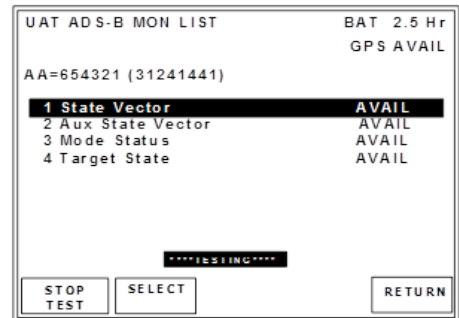 UAT ADS-B MON LIST BAT 2.5 Hr
GPS AVAIL
AA=654321 (31241441)
1 State Vector AVAIL
2 Aux State Vector AVAIL
3 Mode Status AVAIL
4 Target State AVAIL
****TESTING****
STOP TEST
SELECT
RETURN